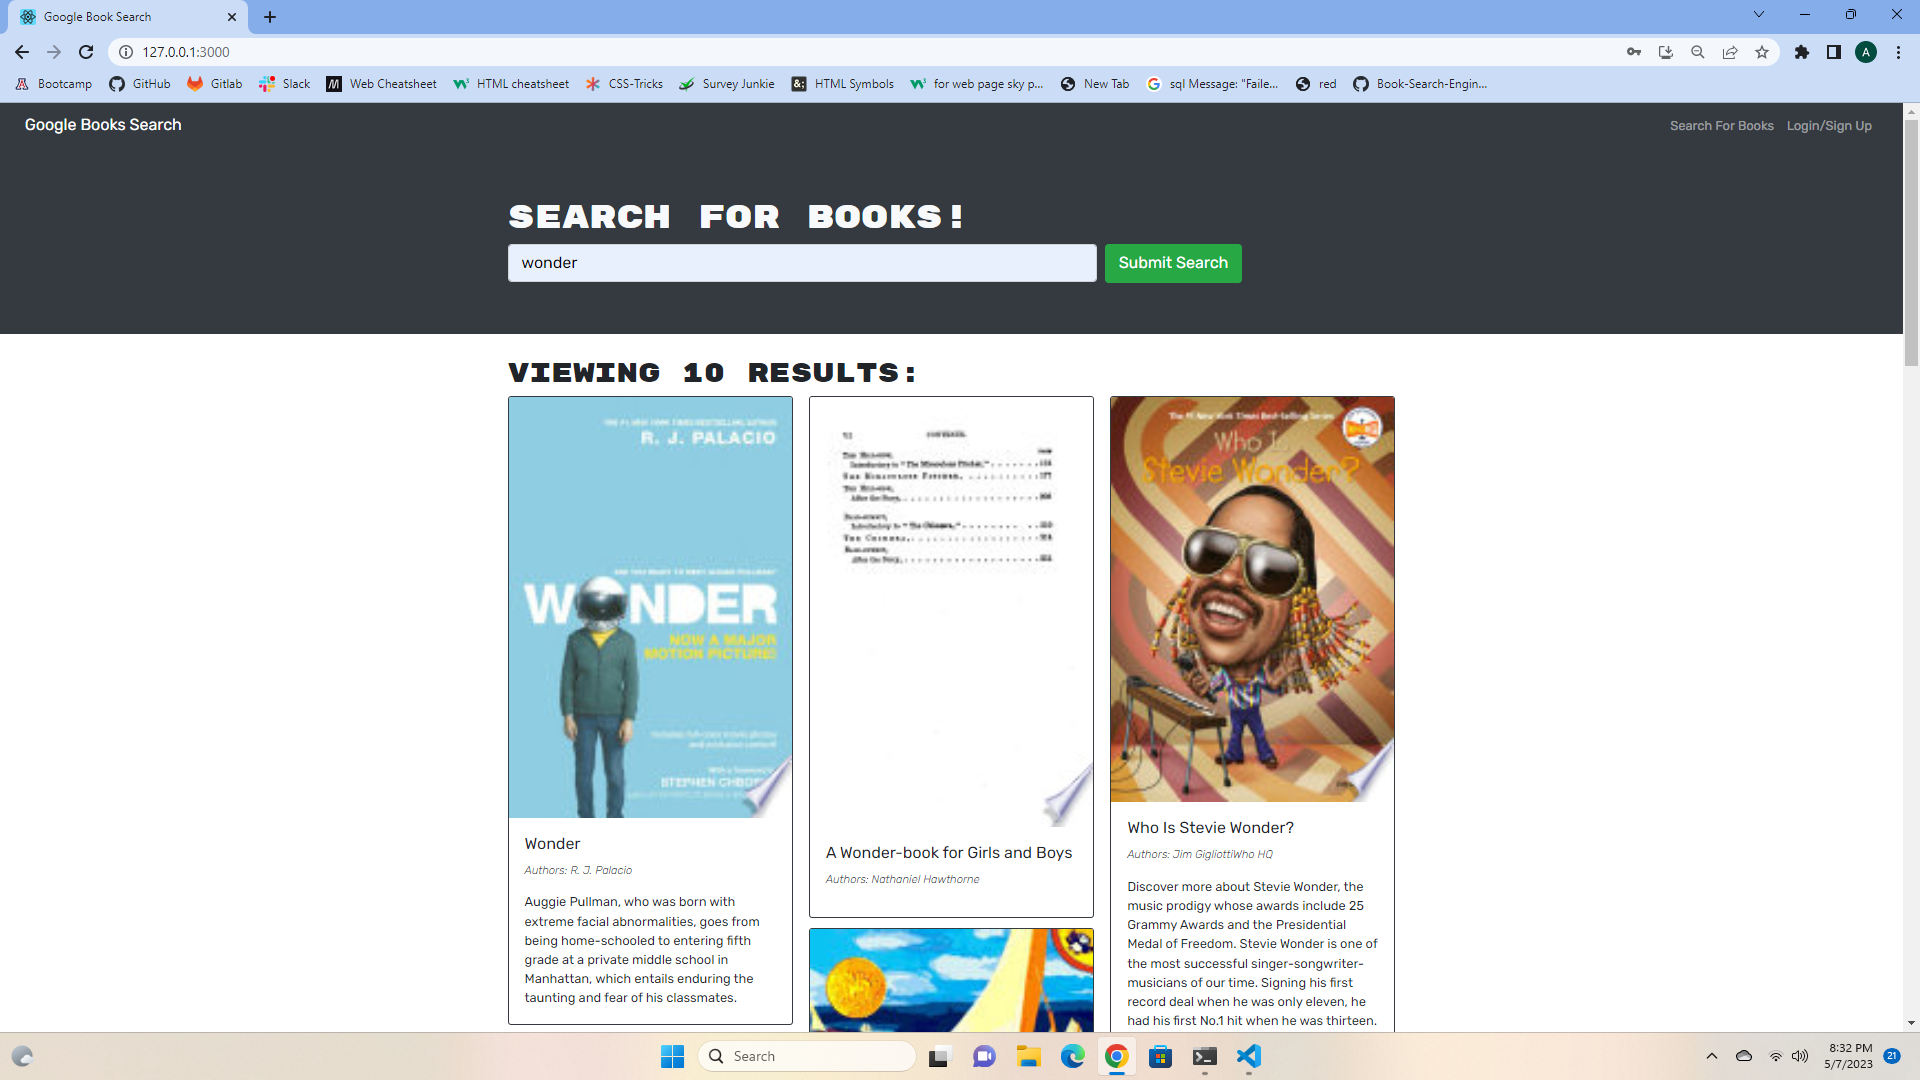 Google Book Search
127.0.0.1:3000
Bootcamp
GitHub
Gitlab
Slack
Web Cheatsheet
HTML cheatsheet
CSS-Tricks
Survey Junkie
HTML Symbols
for web page sky p...
New Tab
sql Message: "Faile...
red
Book-Search-Engin...
A
Google Books Search
Search For Books
Login/Sign Up
SEARCH FOR BOOKS!
wonder
Submit Search
VIEWING 10 RESULTS:
R. J. PALACIO
WONDER
NOW A MAJOR
MOTION PICTURE!
Wonder
Authors: R. J. Palacio
Auggie Pullman, who was born with
extreme facial abnormalities, goes from
being home-schooled to entering fifth
grade at a private middle school in
Manhattan, which entails enduring the
taunting and fear of his classmates.
CONTENTS.
A Wonder-book for Girls and Boys
Authors: Nathaniel Hawthorne
The #1 New York Times Best-Selling Series
Who Is
Stevie Wonder?
Who Is Stevie Wonder?
Authors: Jim GigliottiWho HQ
Discover more about Stevie Wonder, the
music prodigy whose awards include 25
Grammy Awards and the Presidential
Medal of Freedom. Stevie Wonder is one of
the most successful singer-songwriter-
musicians of our time. Signing his first
record deal when he was only eleven, he
had his first No.1 hit when he was thirteen.
Search
8:32 PM
5/7/2023
21